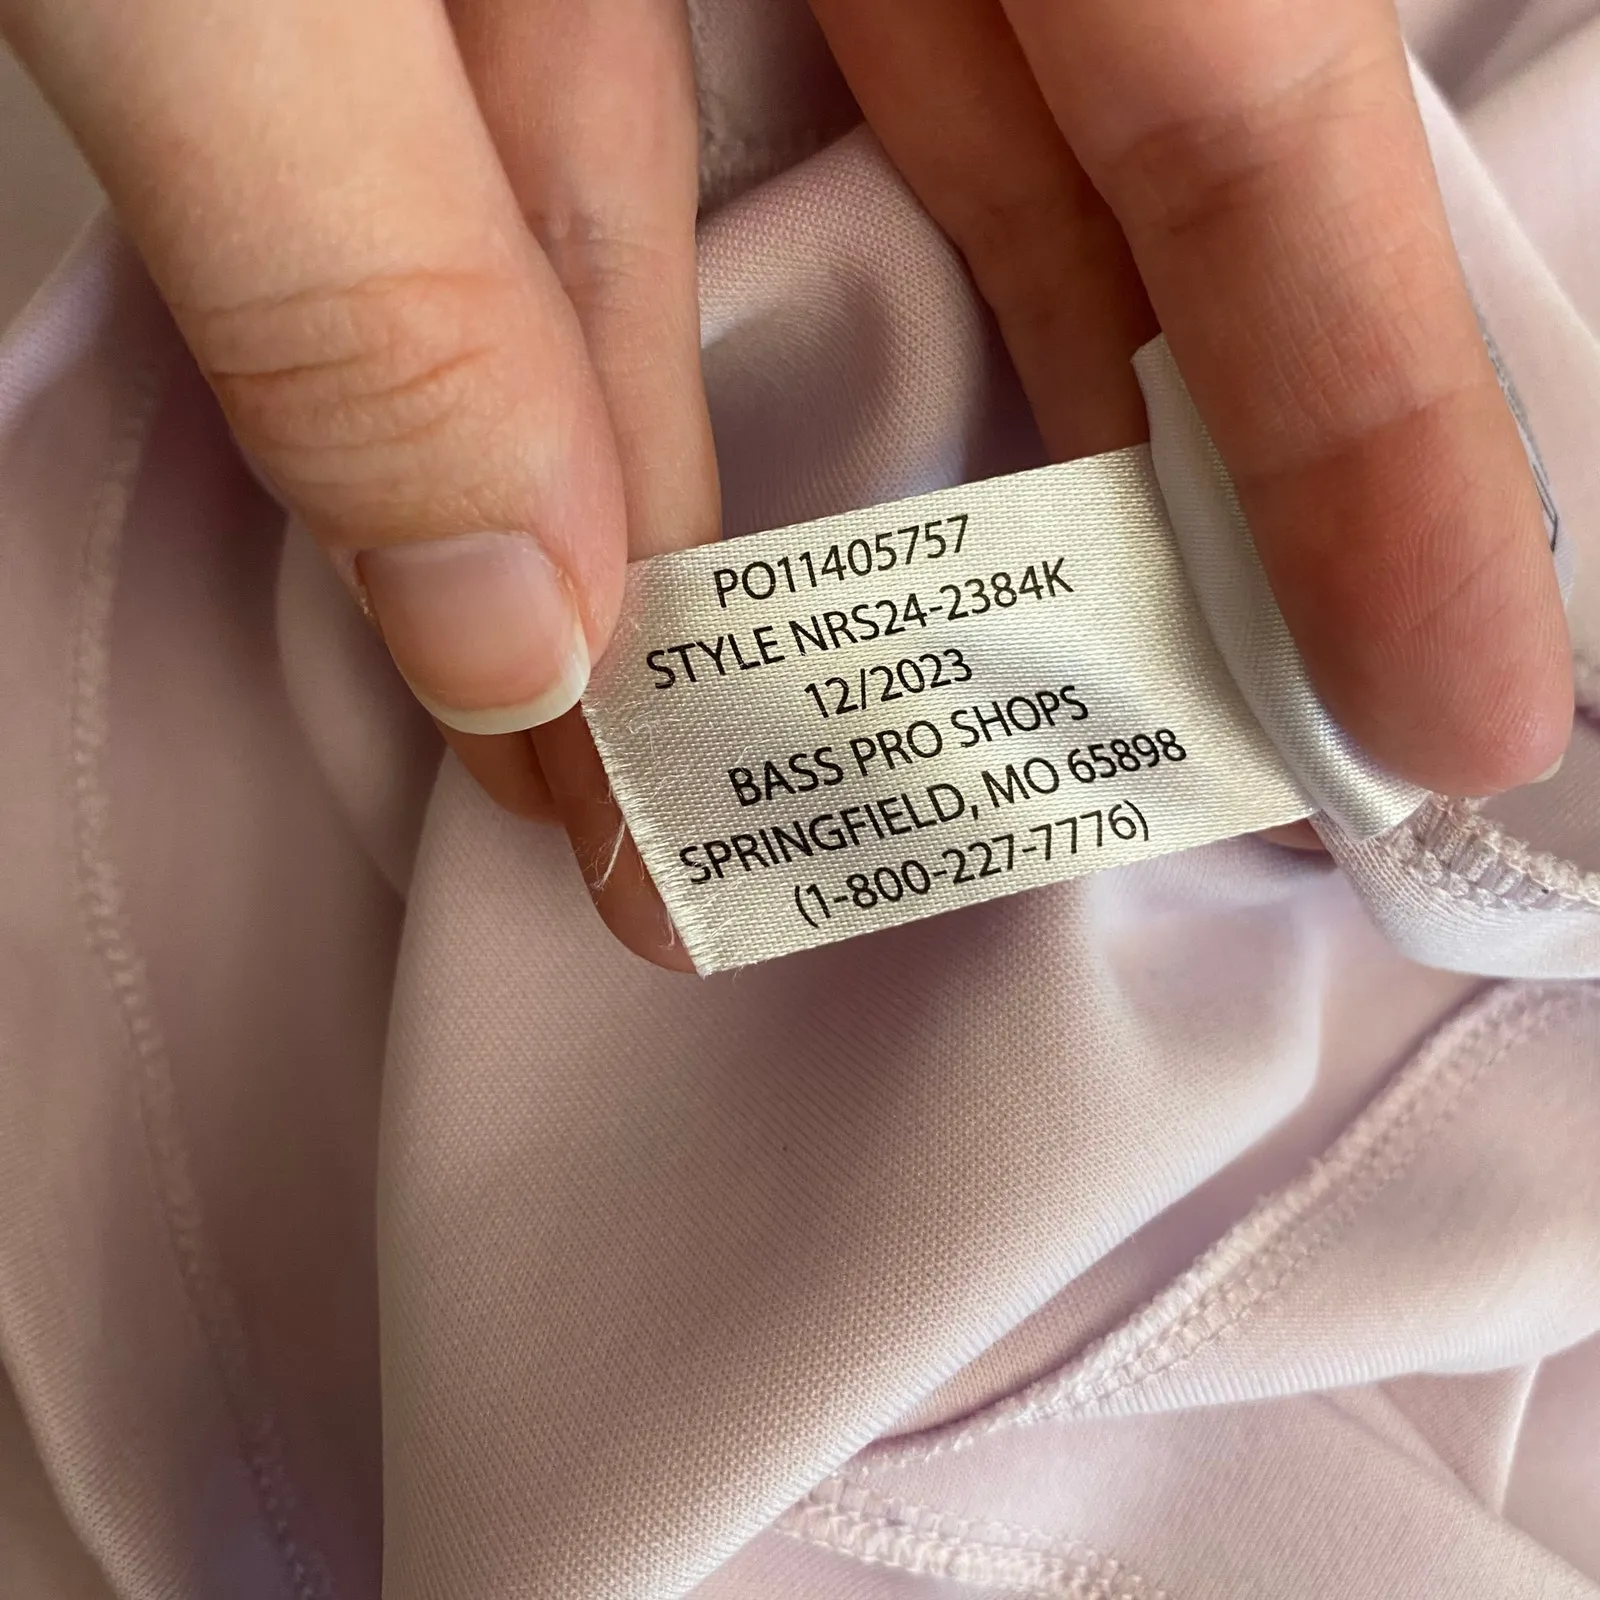 PO11405757
STYLE NRS24-2384K
12/2023
BASS PRO SHOPS
SPRINGFIELD, MO 65898
(1-800-227-7776)